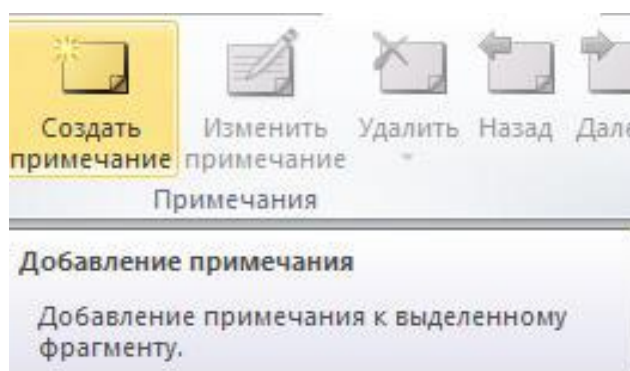 Создать Изменить Удалить Назад
примечание примечание
Примечания
Добавление примечания
Добавление примечания к выделенному
фрагменту.